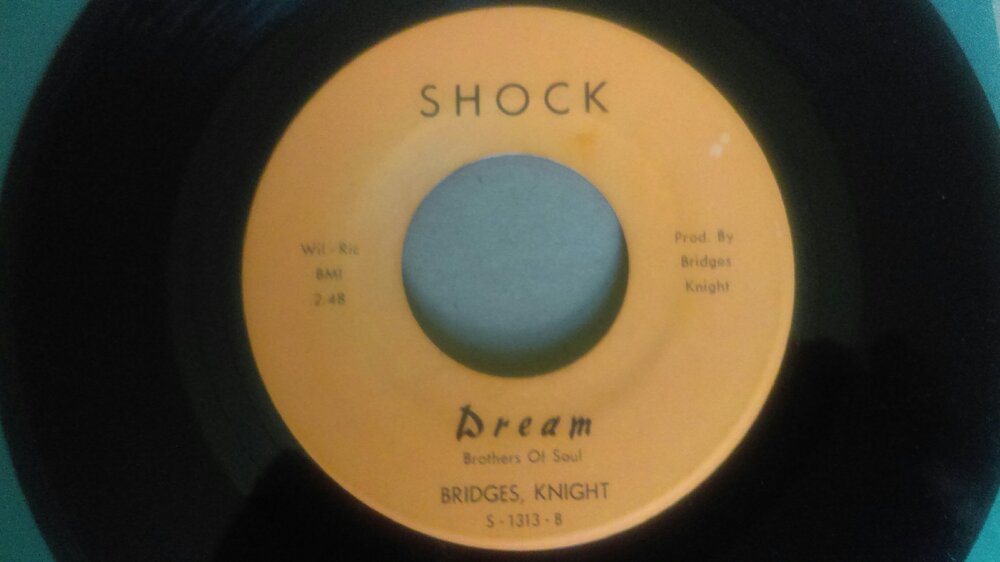 SHOCK
Wil-Ric
BMI
2:48
Prod. By
Bridges
Knight
Dream
Brothers Of Soul
BRIDGES, KNIGHT
S-1313-B